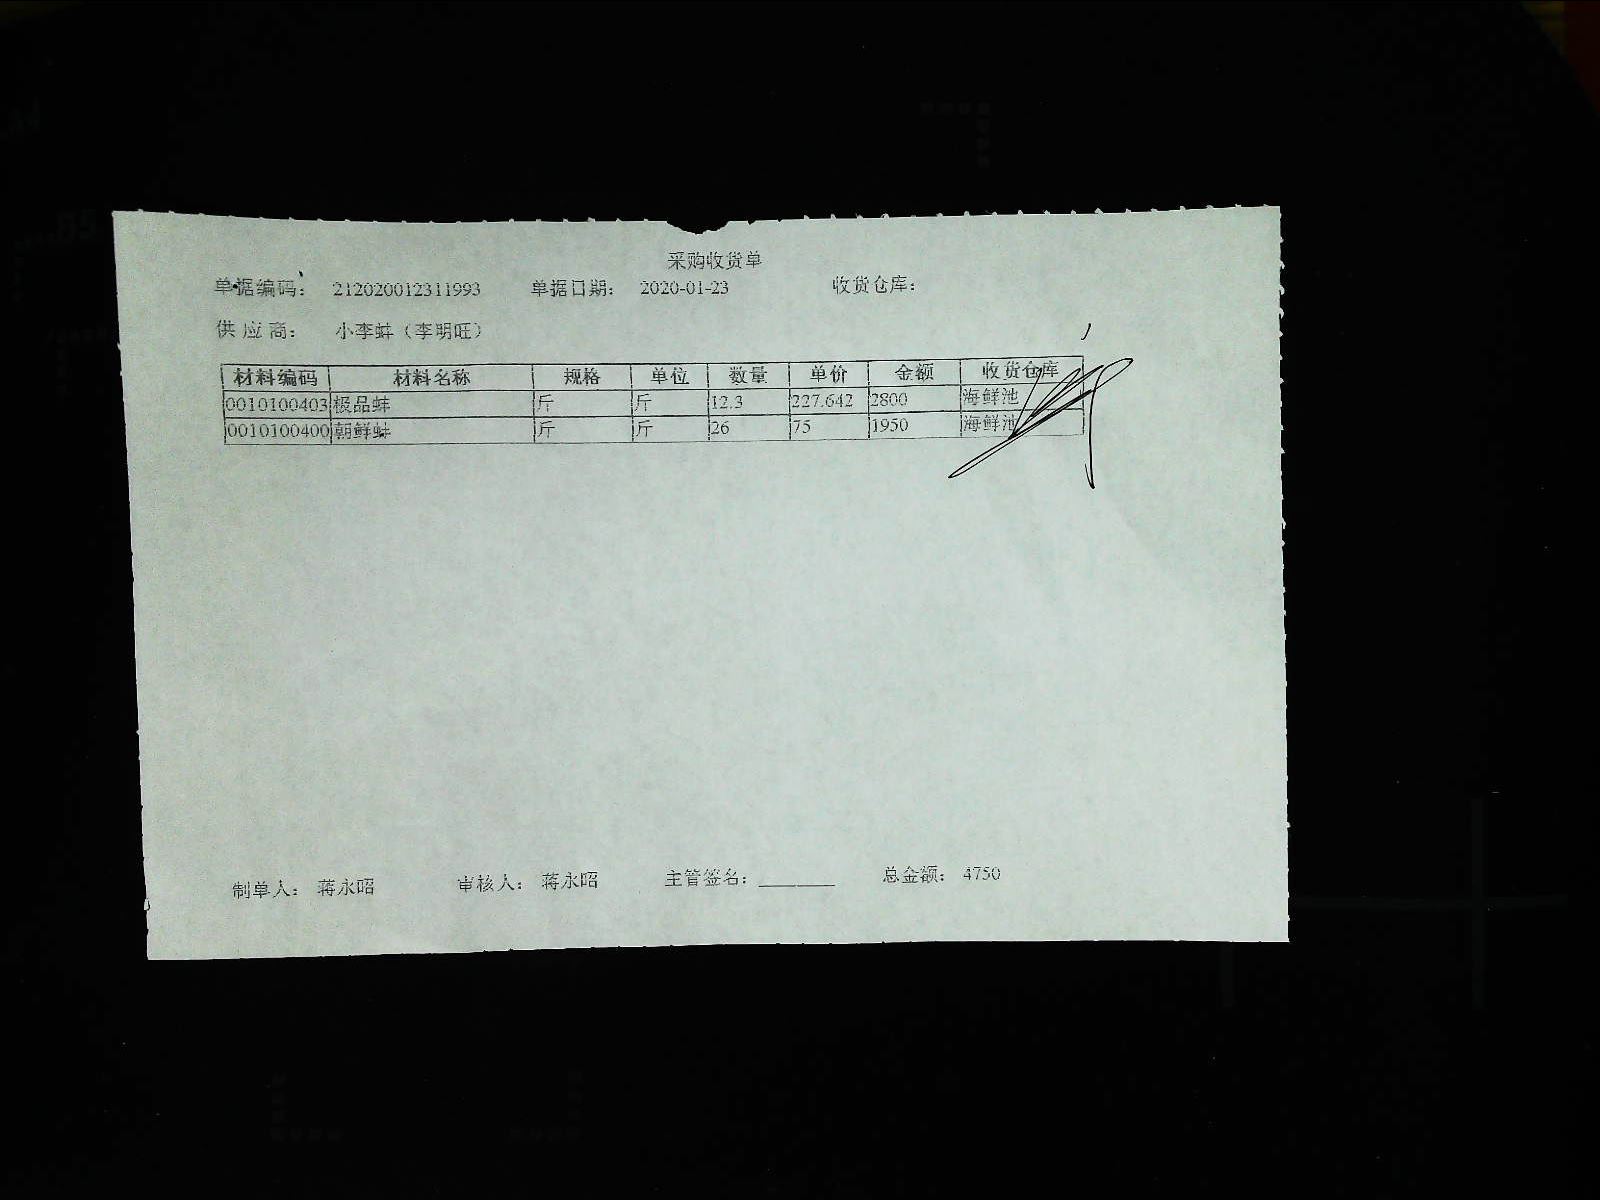 采购收货单
单据编码： 212020012311993 单据日期： 2020-01-23 收货仓库：
供 应 商： 小李蚌（李明旺）
材料编码 材料名称 规格 单位 数量 单价 金额 收货仓库
0010100403 极品蚌 斤 斤 12.3 227.642 2800 海鲜池
0010100400 朝鲜蚌 斤 斤 26 75 1950 海鲜池
制单人： 蒋永昭 审核人： 蒋永昭 主管签名：________ 总金额： 4750